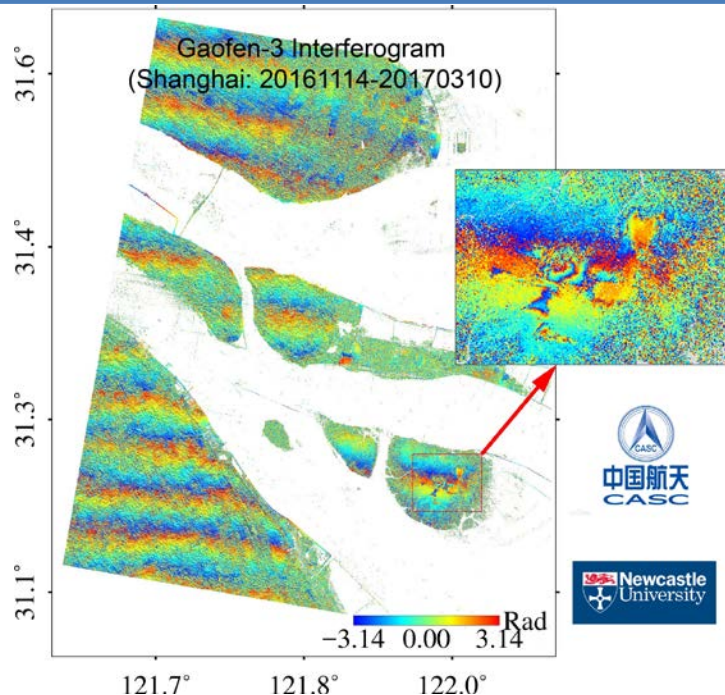 Gaofen-3 Interferogram
(Shanghai: 20161114-20170310)
31.6°
31.4°
31.3°
31.1°
CASC
中国航天
CASC
Newcastle
University
Rad
−3.14 0.00 3.14
121.7° 121.8° 122.0°